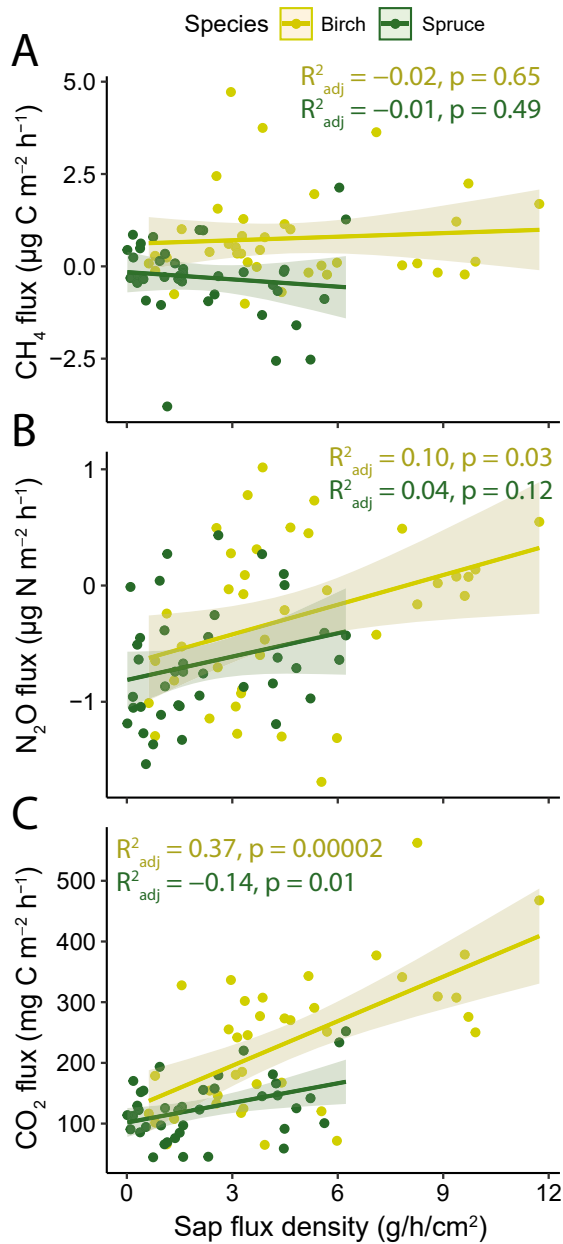 Species Birch Spruce
A
R²adj = −0.02, p = 0.65
R²adj = −0.01, p = 0.49
5.0
2.5
0.0
−2.5
CH₄ flux (µg C m⁻² h⁻¹)
B
R²adj = 0.10, p = 0.03
R²adj = 0.04, p = 0.12
1
0
−1
N₂O flux (µg N m⁻² h⁻¹)
C
R²adj = 0.37, p = 0.00002
R²adj = −0.14, p = 0.01
500
400
300
200
100
CO₂ flux (mg C m⁻² h⁻¹)
0 3 6 9 12
Sap flux density (g/h/cm²)